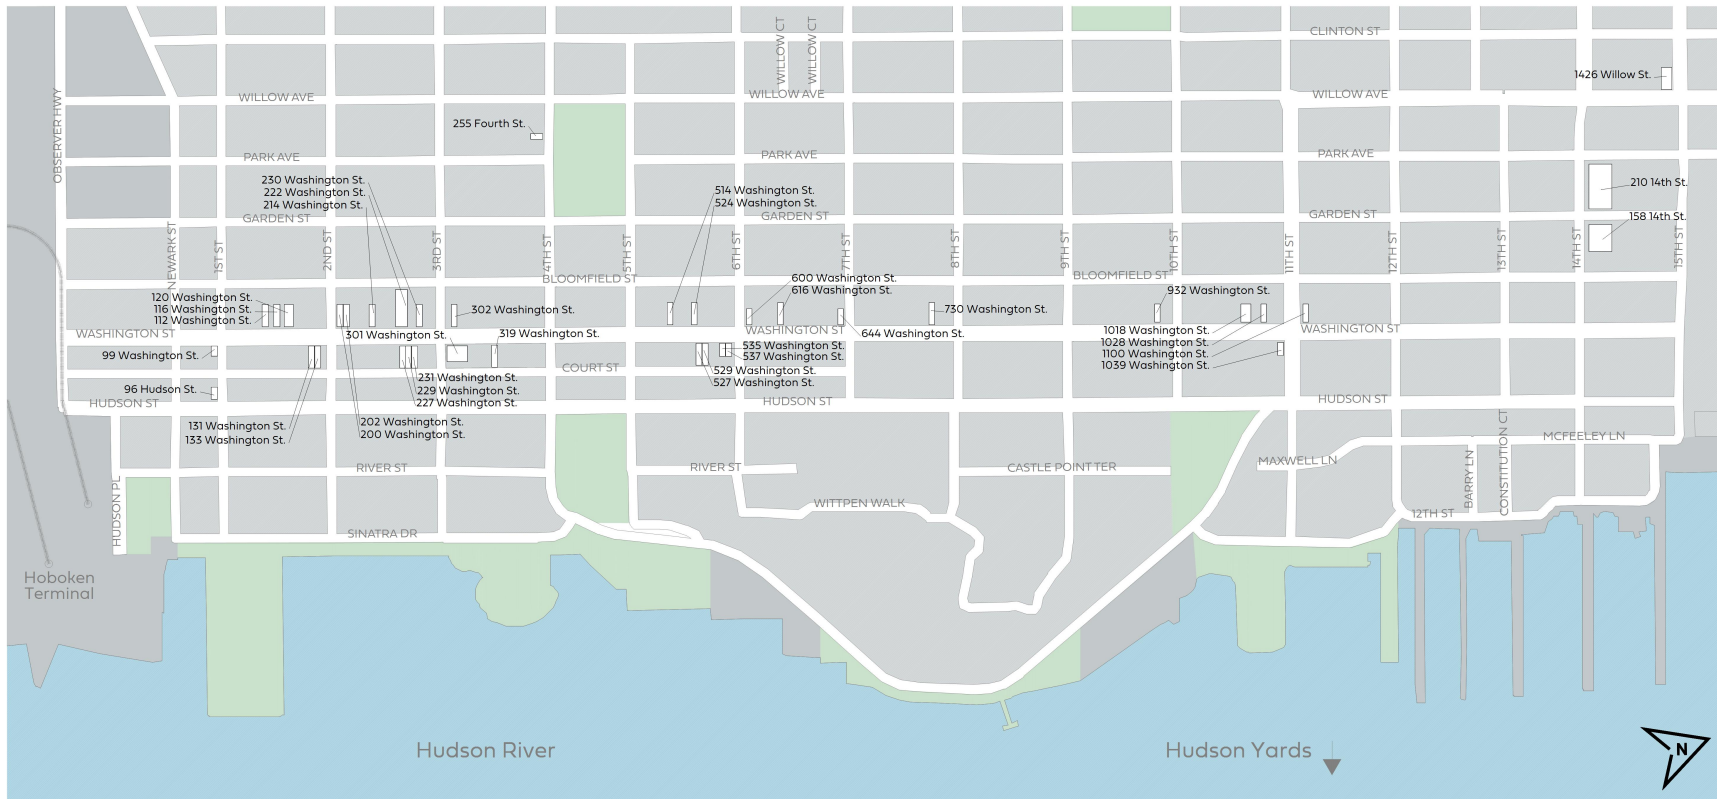 WILLOW CT
WILLOW CT
CLINTON ST
1426 Willow St.
OBSERVER HWY
WILLOW AVE
WILLOW AVE
WILLOW AVE
255 Fourth St.
PARK AVE
PARK AVE
PARK AVE
230 Washington St.
222 Washington St.
214 Washington St.
514 Washington St.
524 Washington St.
210 14th St.
158 14th St.
GARDEN ST
GARDEN ST
GARDEN ST
NEWARK ST
1ST ST
2ND ST
3RD ST
4TH ST
5TH ST
6TH ST
7TH ST
8TH ST
9TH ST
10TH ST
11TH ST
12TH ST
13TH ST
14TH ST
15TH ST
BLOOMFIELD ST
BLOOMFIELD ST
600 Washington St.
616 Washington St.
932 Washington St.
120 Washington St.
116 Washington St.
112 Washington St.
302 Washington St.
730 Washington St.
WASHINGTON ST
301 Washington St.
319 Washington St.
WASHINGTON ST
644 Washington St.
WASHINGTON ST
1018 Washington St.
1028 Washington St.
1100 Washington St.
1039 Washington St.
99 Washington St.
535 Washington St.
537 Washington St.
529 Washington St.
527 Washington St.
COURT ST
231 Washington St.
229 Washington St.
227 Washington St.
96 Hudson St.
HUDSON ST
HUDSON ST
HUDSON ST
131 Washington St.
133 Washington St.
202 Washington St.
200 Washington St.
RIVER ST
RIVER ST
CASTLE POINT TER
MAXWELL LN
MCFEELEY LN
BARRY LN
CONSTITUTION CT
HUDSON PL
WITTPEN WALK
12TH ST
SINATRA DR
Hoboken
Terminal
Hudson River
Hudson Yards
N